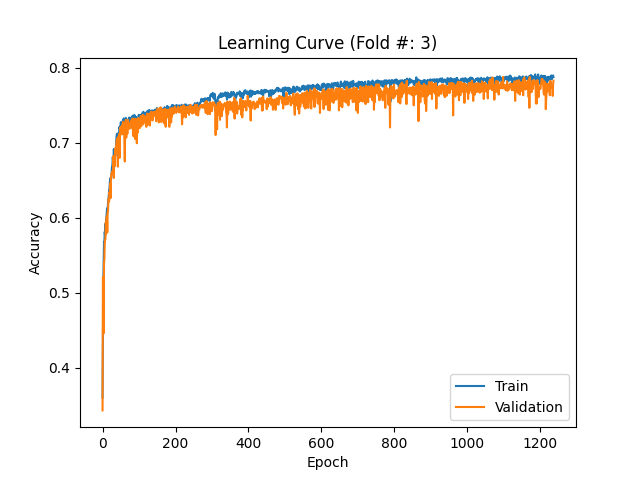 Learning Curve (Fold #: 3)
Accuracy
0.8
0.7
0.6
0.5
0.4
0 200 400 600 800 1000 1200
Epoch
Train
Validation